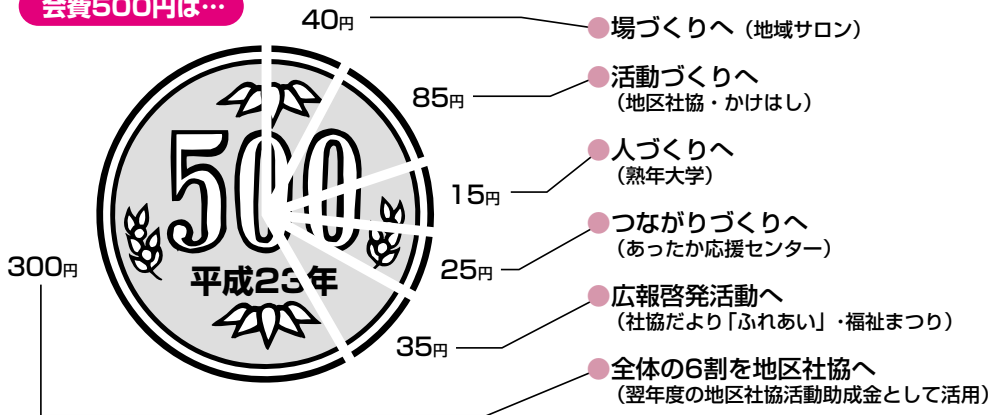 会費500円は…
40円
●場づくりへ（地域サロン）
85円
●活動づくりへ
（地区社協・かけはし）
15円
●人づくりへ
（熟年大学）
25円
●つながりづくりへ
（あったか応援センター）
35円
●広報啓発活動へ
（社協だより「ふれあい」・福祉まつり）
300円
●全体の6割を地区社協へ
（翌年度の地区社協活動助成金として活用）
500
平成23年